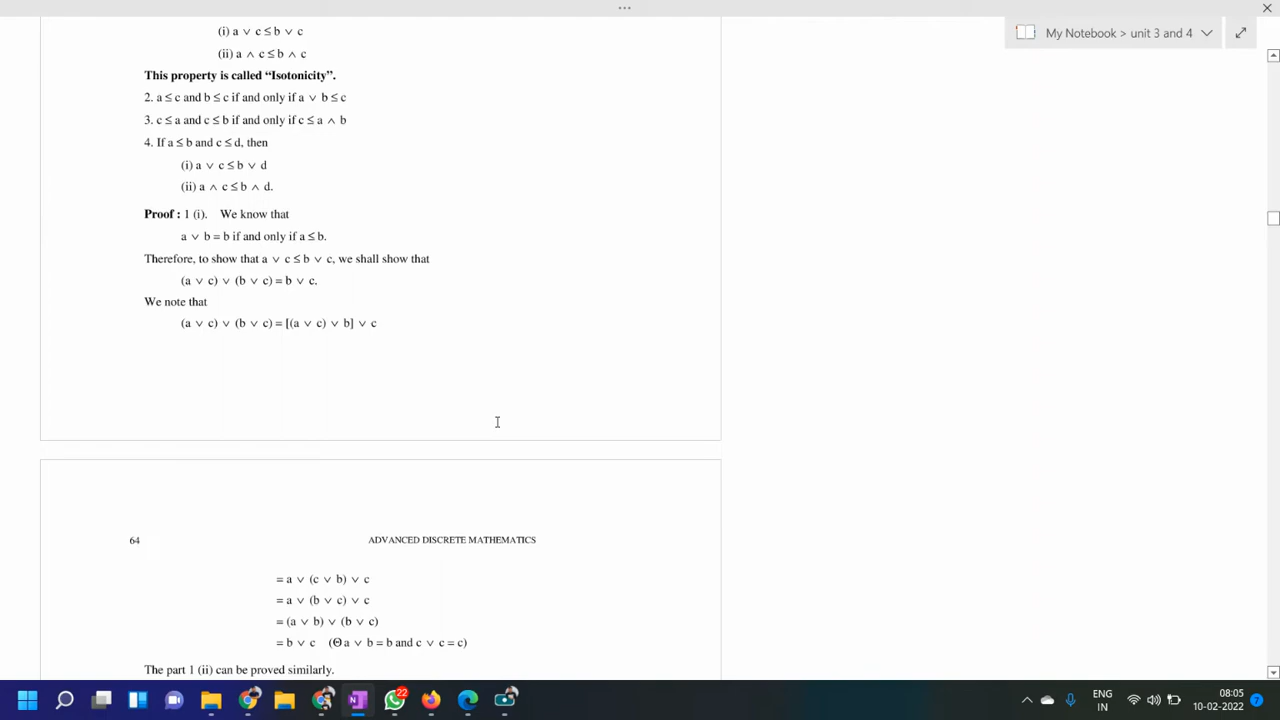 My Notebook > unit 3 and 4
(i) a ∨ c ≤ b ∨ c
(ii) a ∧ c ≤ b ∧ c
This property is called “Isotonicity”.
2. a ≤ c and b ≤ c if and only if a ∨ b ≤ c
3. c ≤ a and c ≤ b if and only if c ≤ a ∧ b
4. If a ≤ b and c ≤ d, then
(i) a ∨ c ≤ b ∨ d
(ii) a ∧ c ≤ b ∧ d.
Proof : 1 (i). We know that
a ∨ b = b if and only if a ≤ b.
Therefore, to show that a ∨ c ≤ b ∨ c, we shall show that
(a ∨ c) ∨ (b ∨ c) = b ∨ c.
We note that
(a ∨ c) ∨ (b ∨ c) = [(a ∨ c) ∨ b] ∨ c
64 ADVANCED DISCRETE MATHEMATICS
= a ∨ (c ∨ b) ∨ c
= a ∨ (b ∨ c) ∨ c
= (a ∨ b) ∨ (b ∨ c)
= b ∨ c (Θ a ∨ b = b and c ∨ c = c)
The part 1 (ii) can be proved similarly.
22
ENG
IN
08:05
10-02-2022
7